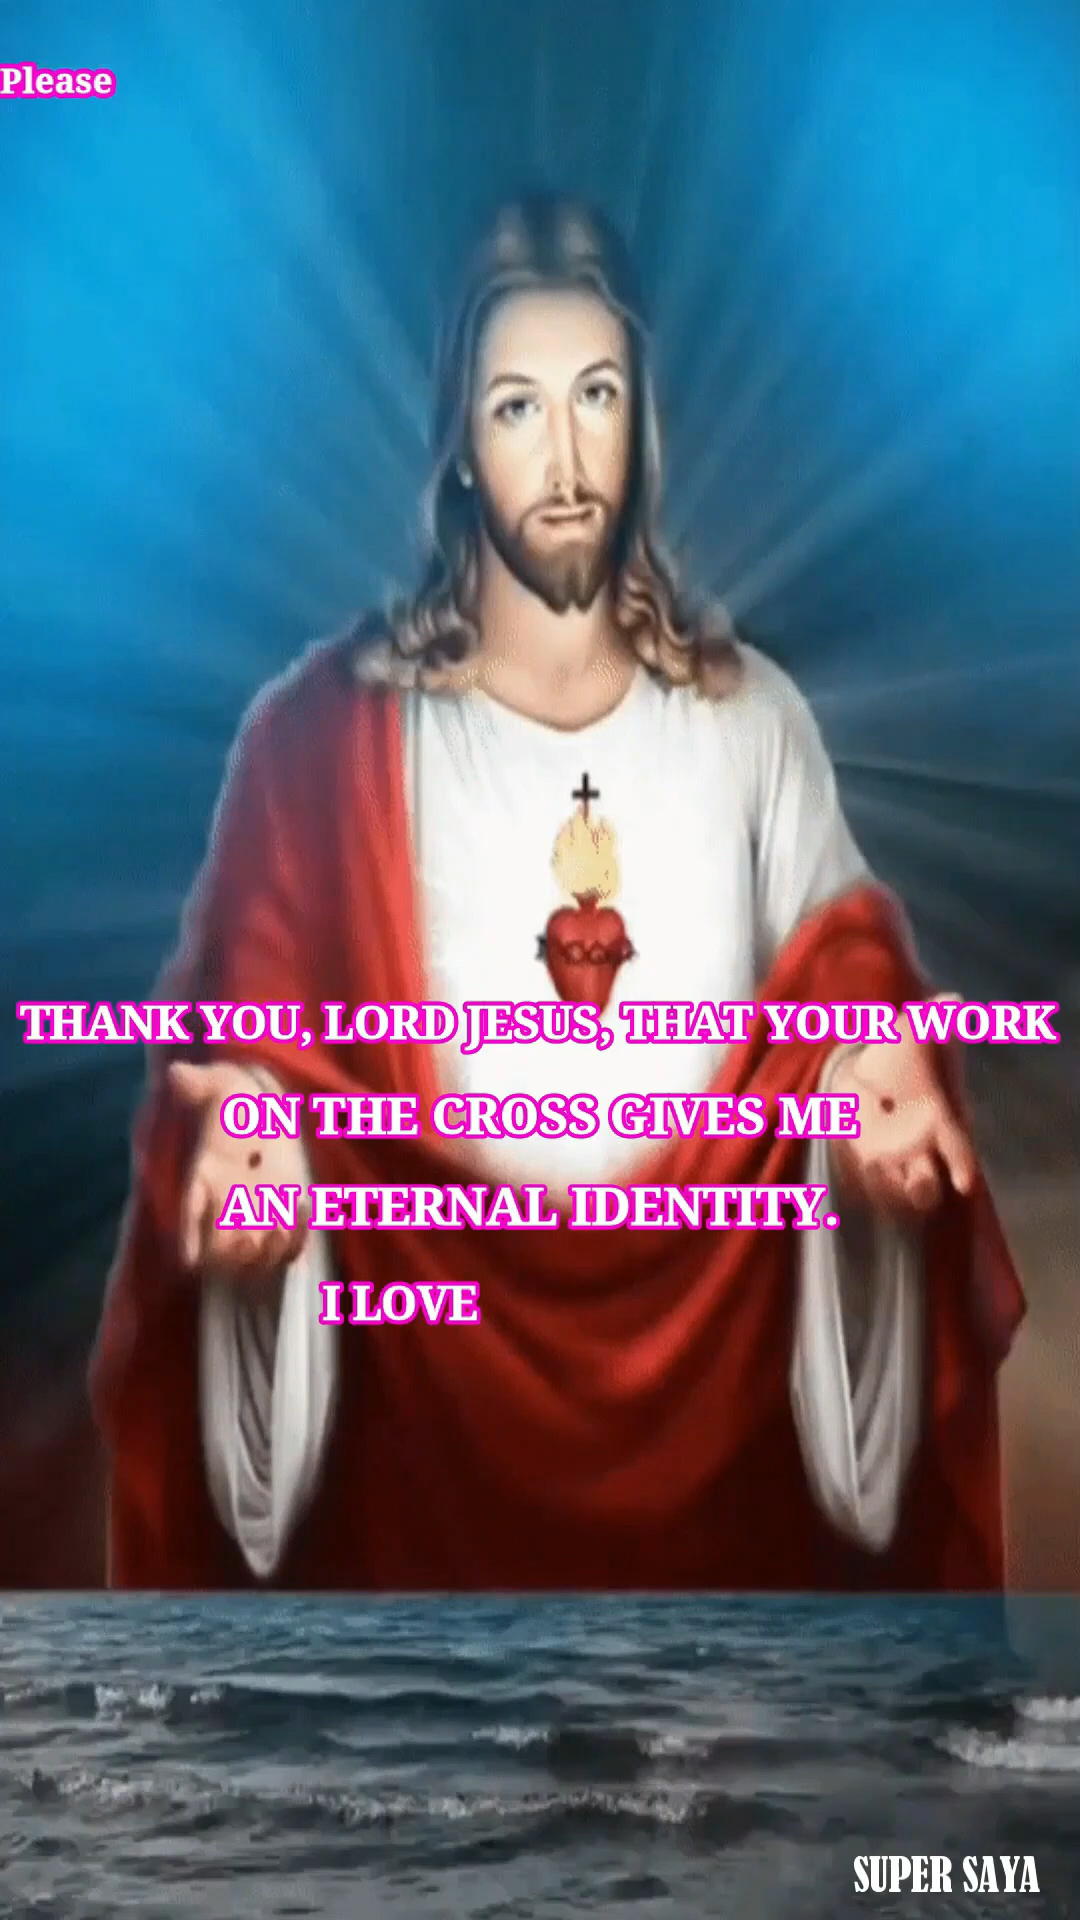 Please
THANK YOU, LORD JESUS, THAT YOUR WORK
ON THE CROSS GIVES ME
AN ETERNAL IDENTITY.
I LOVE
SUPER SAYA